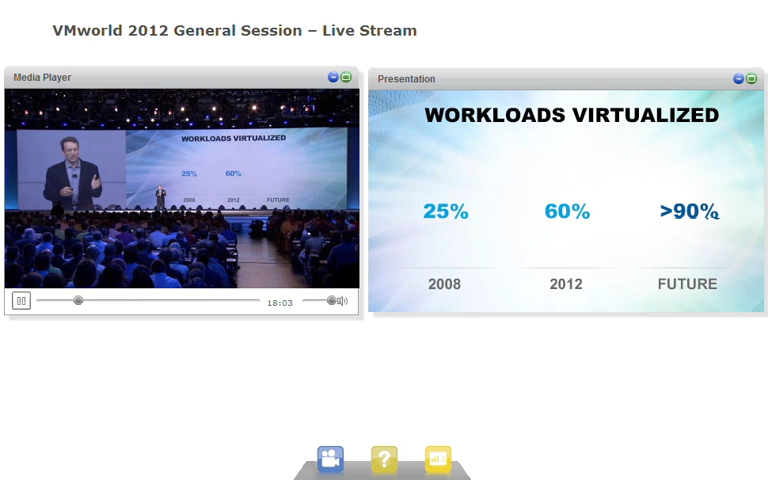 VMworld 2012 General Session – Live Stream
Media Player
WORKLOADS VIRTUALIZED
25% 60%
2008 2012 FUTURE
18:03
Presentation
WORKLOADS VIRTUALIZED
25% 60% >90%
2008 2012 FUTURE
?